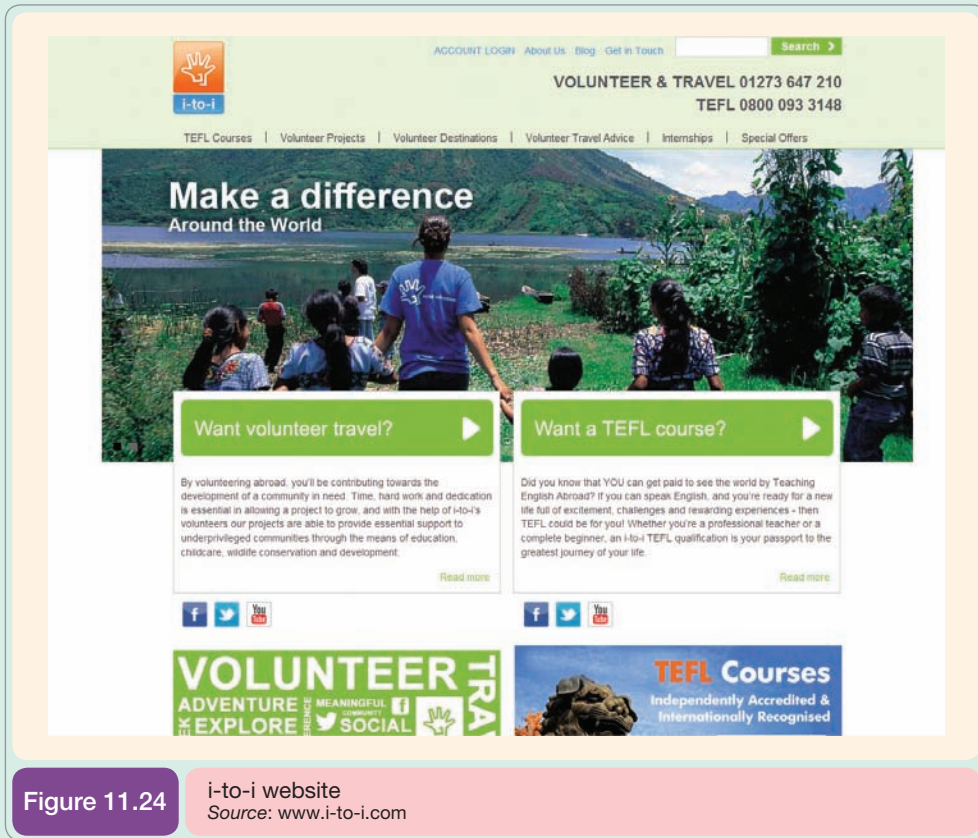 ACCOUNT LOGIN About Us Blog Get in Touch
Search
VOLUNTEER & TRAVEL 01273 647 210
TEFL 0800 093 3148
i-to-i
TEFL Courses | Volunteer Projects | Volunteer Destinations | Volunteer Travel Advice | Internships | Special Offers
Make a difference
Around the World
Want volunteer travel?
By volunteering abroad, you'll be contributing towards the
development of a community in need. Time, hard work and dedication
is essential in allowing a project to grow, and with the help of i-to-i's
volunteers our projects are able to provide essential support to
underprivileged communities through the means of education,
childcare, wildlife conservation and development.
Read more
Want a TEFL course?
Did you know that YOU can get paid to see the world by Teaching
English Abroad? If you can speak English, and you're ready for a new
life full of excitement, challenges and rewarding experiences - then
TEFL could be for you! Whether you're a professional teacher or a
complete beginner, an i-to-i TEFL qualification is your passport to the
greatest journey of your life.
Read more
You
Tube
You
Tube
VOLUNTEER
ADVENTURE
EXPLORE
MEANINGFUL
COMMUNITY
SOCIAL
TEFL Courses
Independently Accredited &
Internationally Recognised
Figure 11.24
i-to-i website
Source: www.i-to-i.com